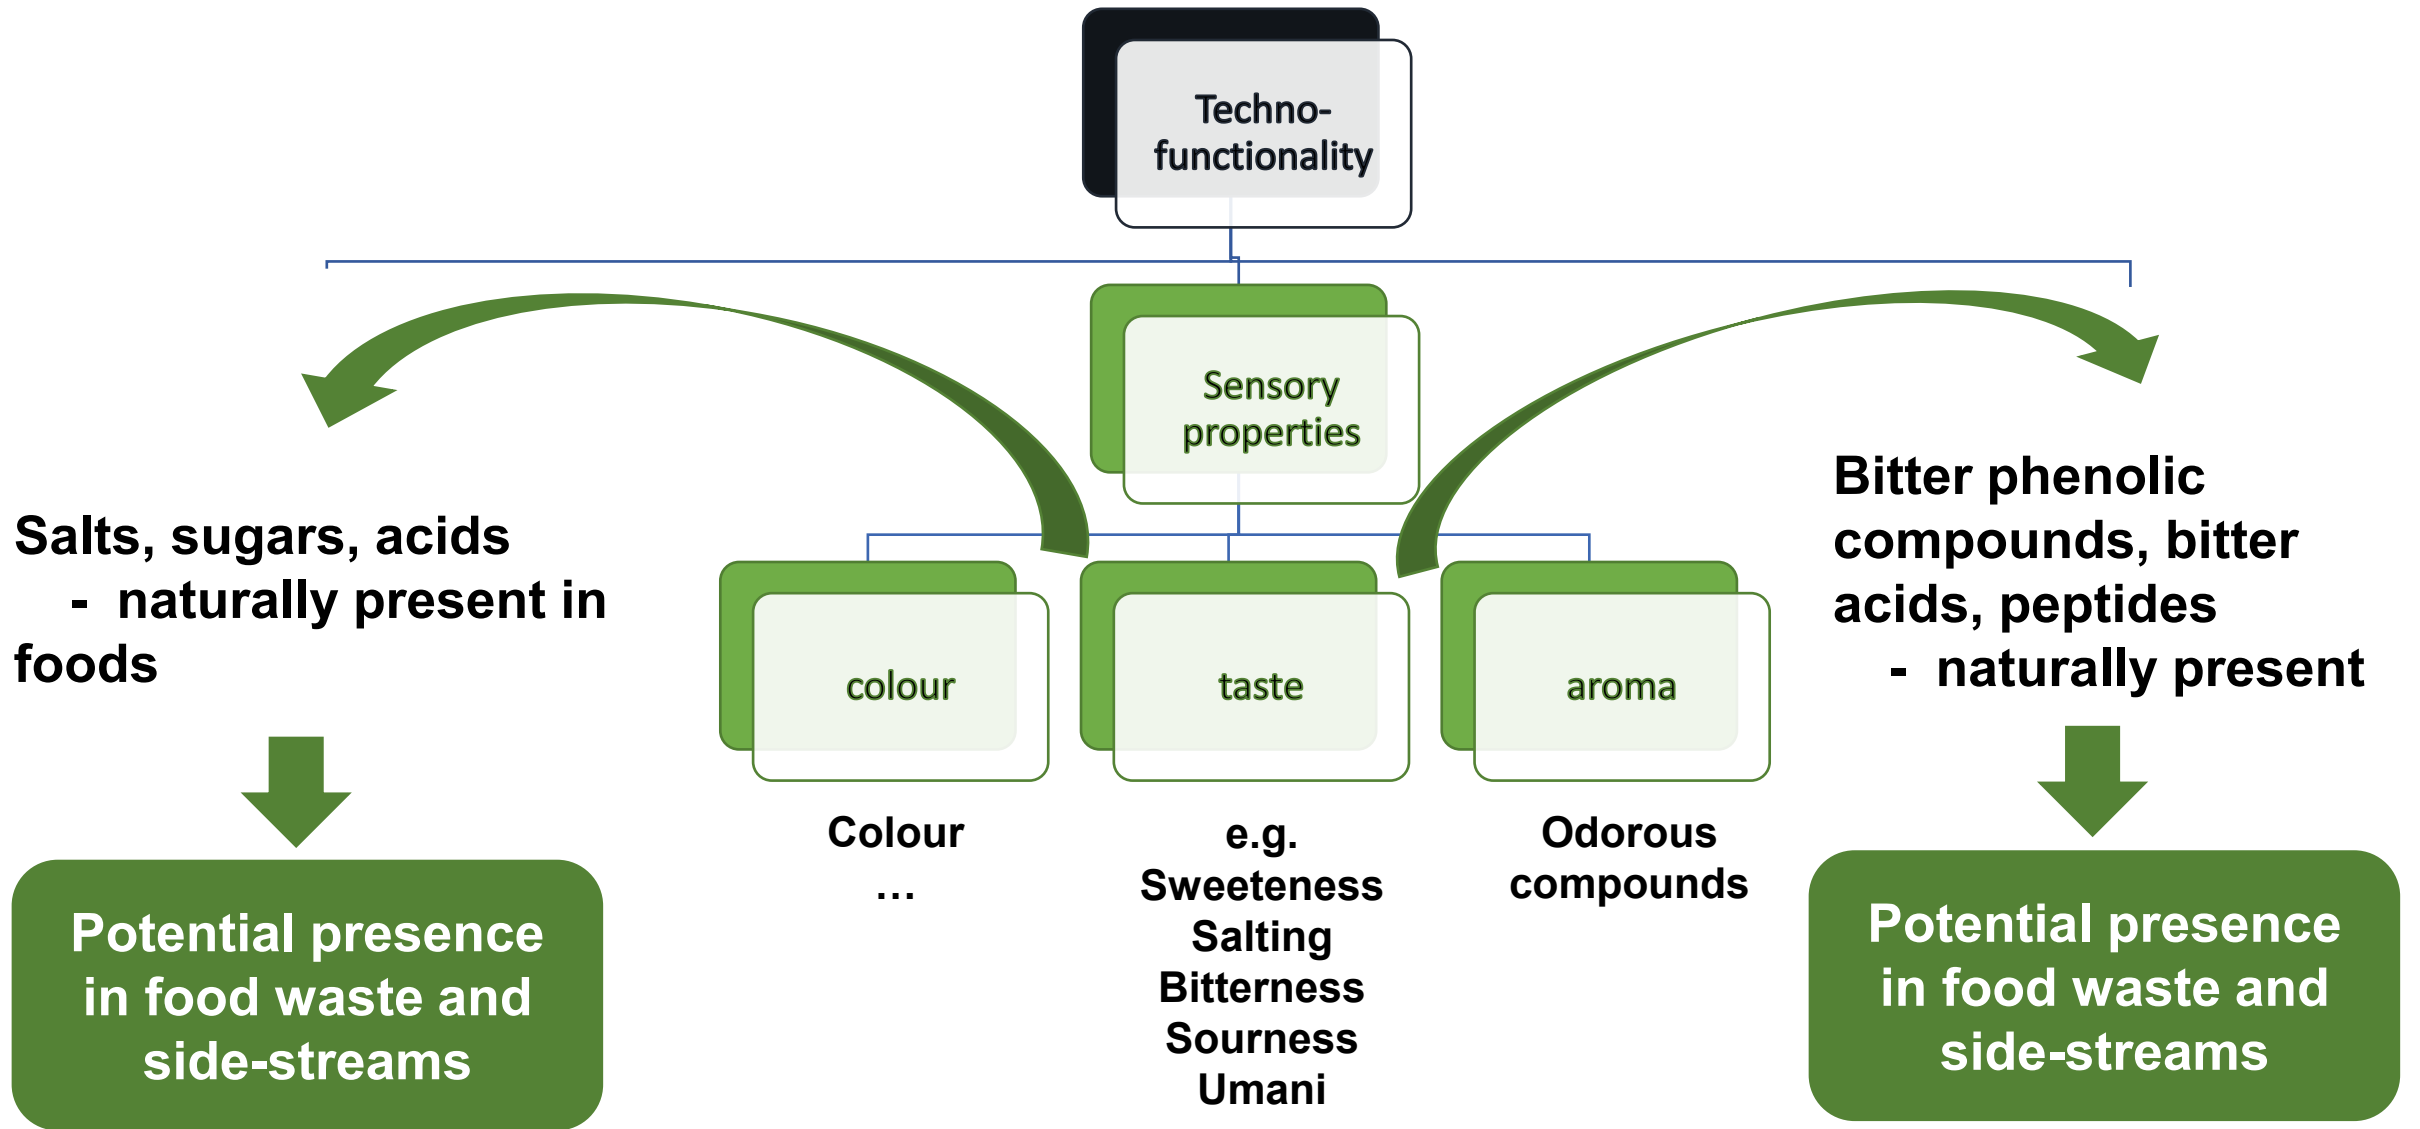 Techno-
functionality
Sensory
properties
Salts, sugars, acids
- naturally present in
foods
Bitter phenolic
compounds, bitter
acids, peptides
- naturally present
colour
taste
aroma
Colour
…
e.g.
Sweeteness
Salting
Bitterness
Sourness
Umani
Odorous
compounds
Potential presence
in food waste and
side-streams
Potential presence
in food waste and
side-streams